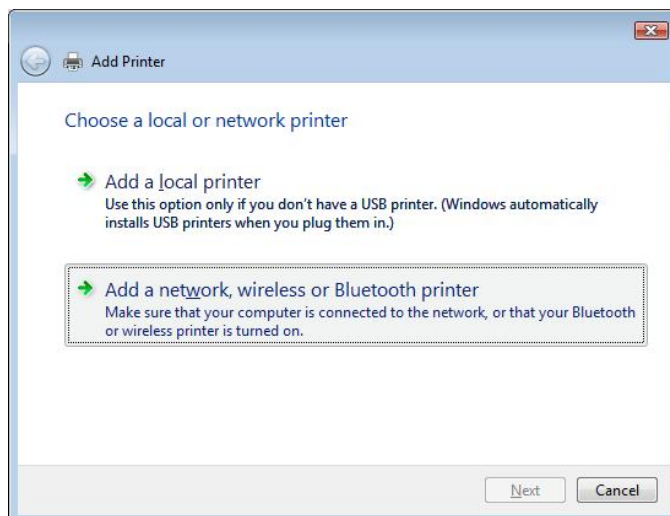 Add Printer
Choose a local or network printer
Add a local printer
Use this option only if you don't have a USB printer. (Windows automatically
installs USB printers when you plug them in.)
Add a network, wireless or Bluetooth printer
Make sure that your computer is connected to the network, or that your Bluetooth
or wireless printer is turned on.
Next Cancel